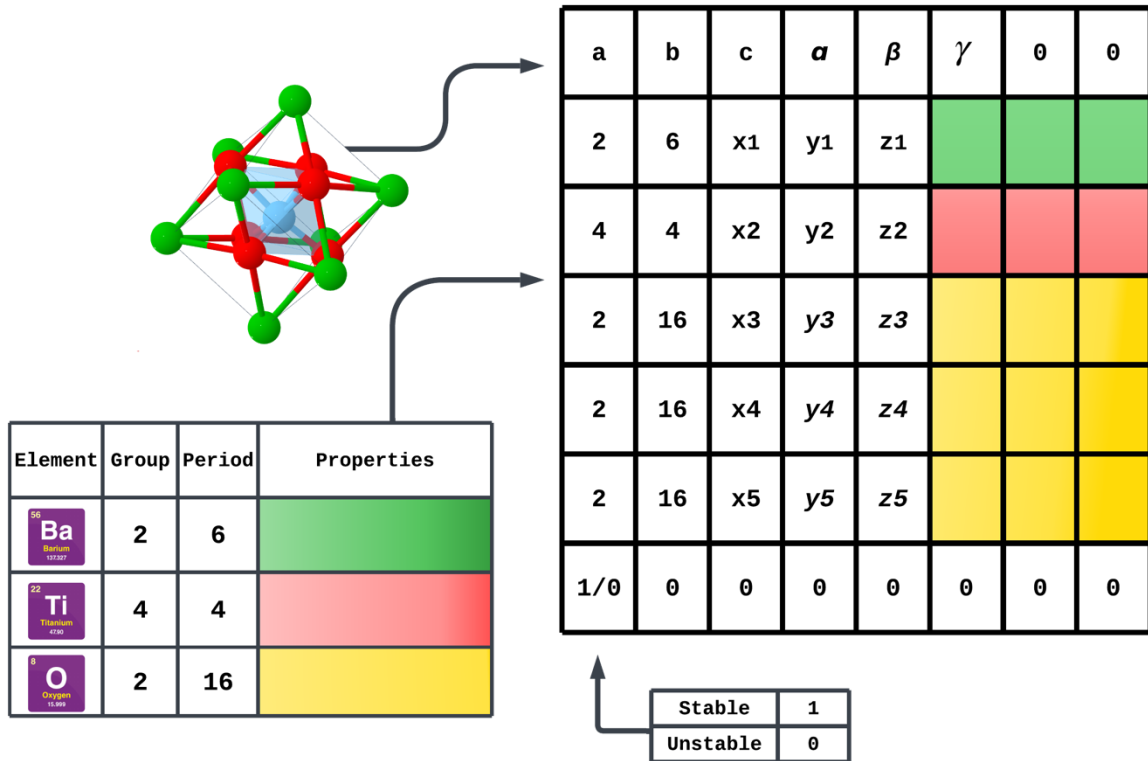 a b c α β γ 0 0
2 6 x1 y1 z1
4 4 x2 y2 z2
2 16 x3 y3 z3
2 16 x4 y4 z4
2 16 x5 y5 z5
1/0 0 0 0 0 0 0 0
Element Group Period Properties
56
Ba
Barium
137.327
2 6
22
Ti
Titanium
47.90
4 4
8
O
Oxygen
15.999
2 16
Stable 1
Unstable 0